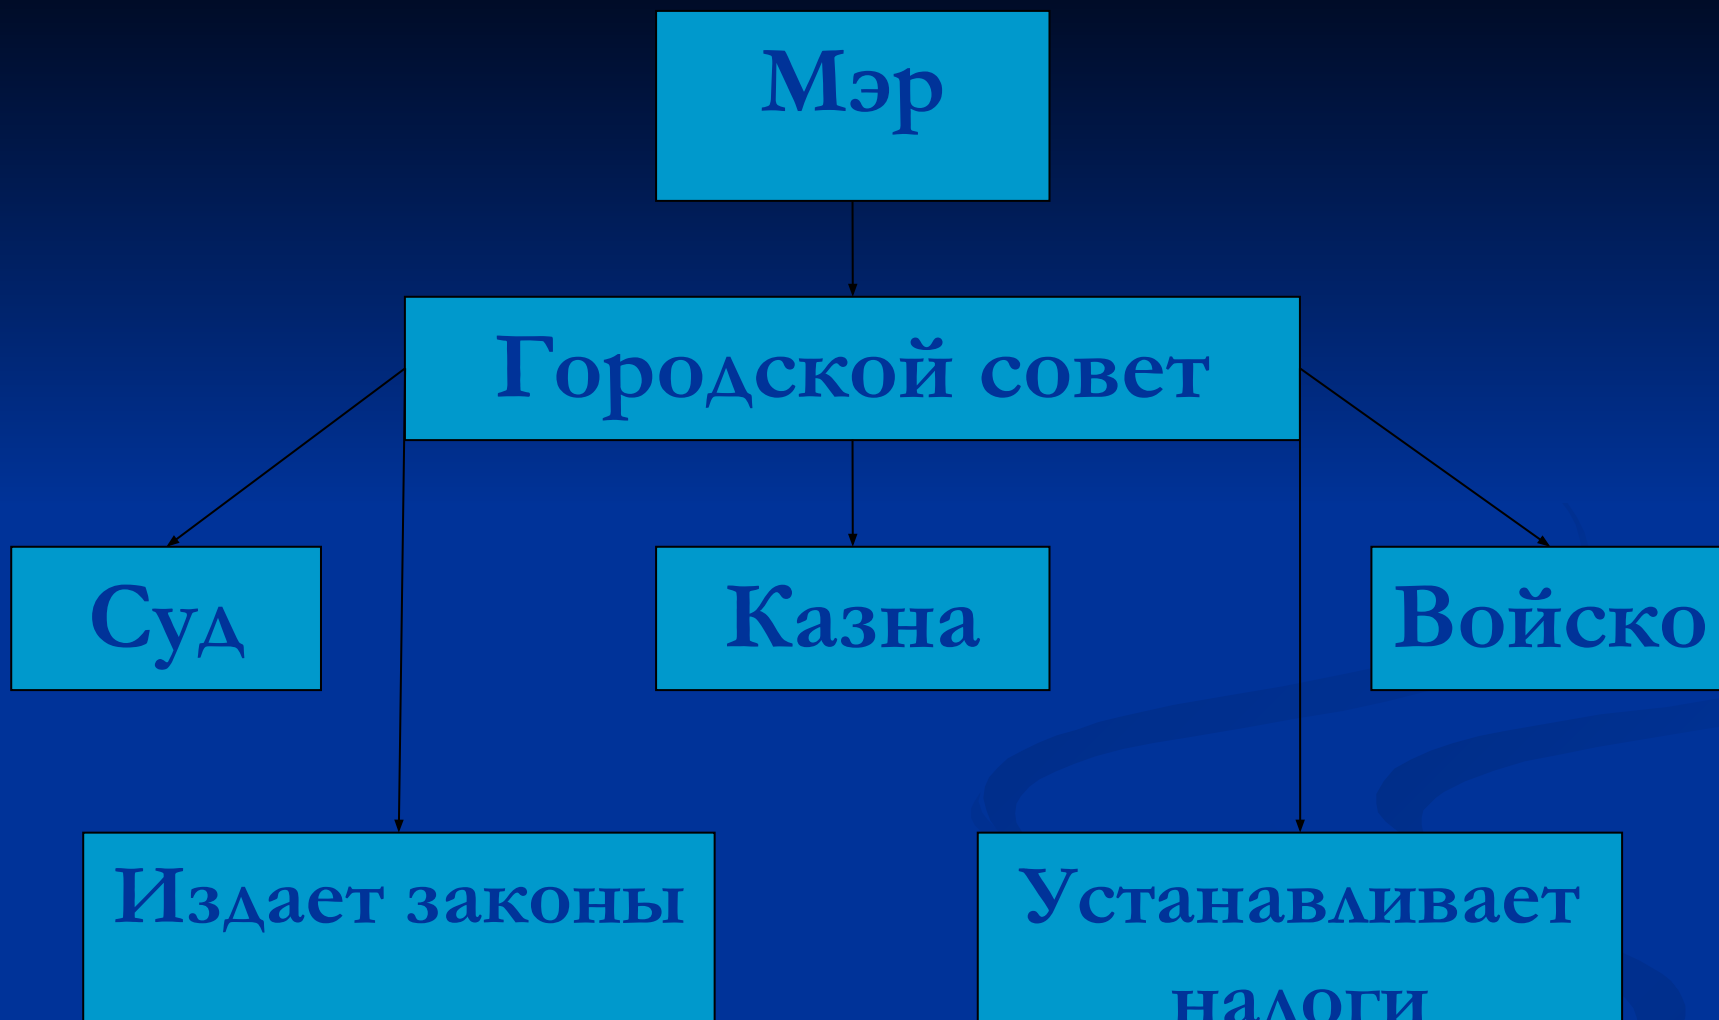 Мэр
Городской совет
Суд
Казна
Войско
Издает законы
Устанавливает
налоги